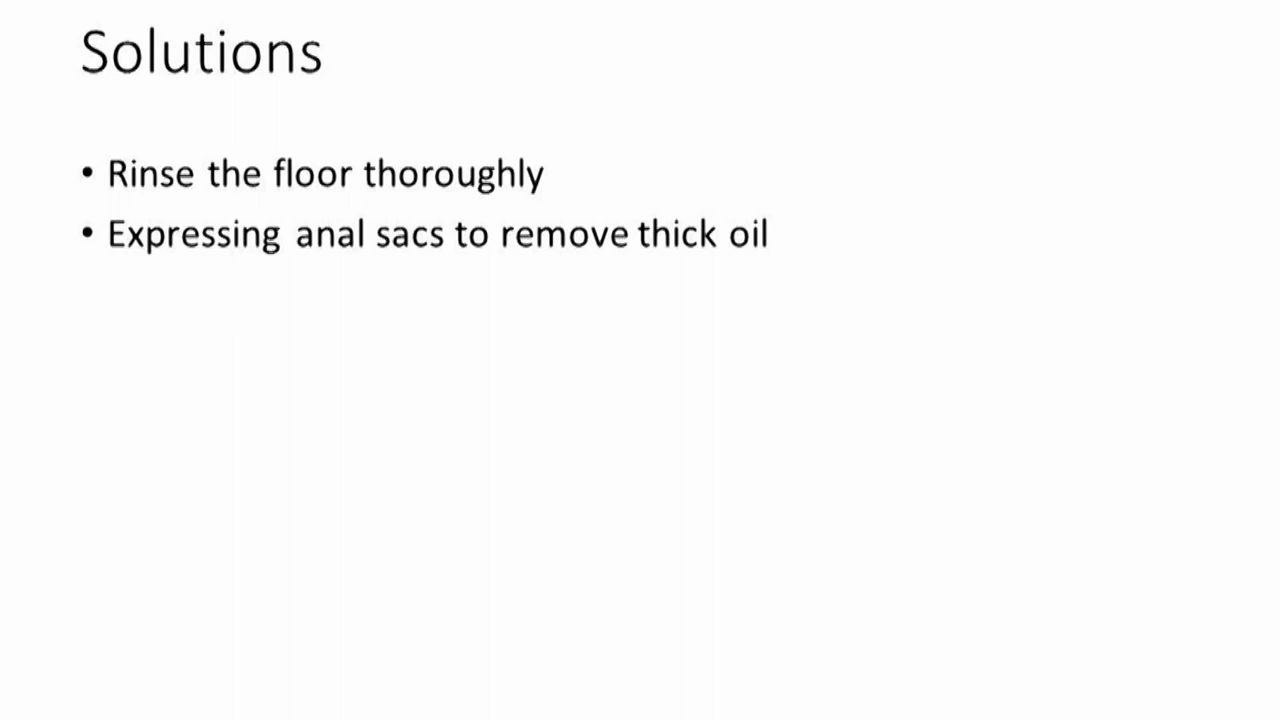 Solutions
• Rinse the floor thoroughly
• Expressing anal sacs to remove thick oil